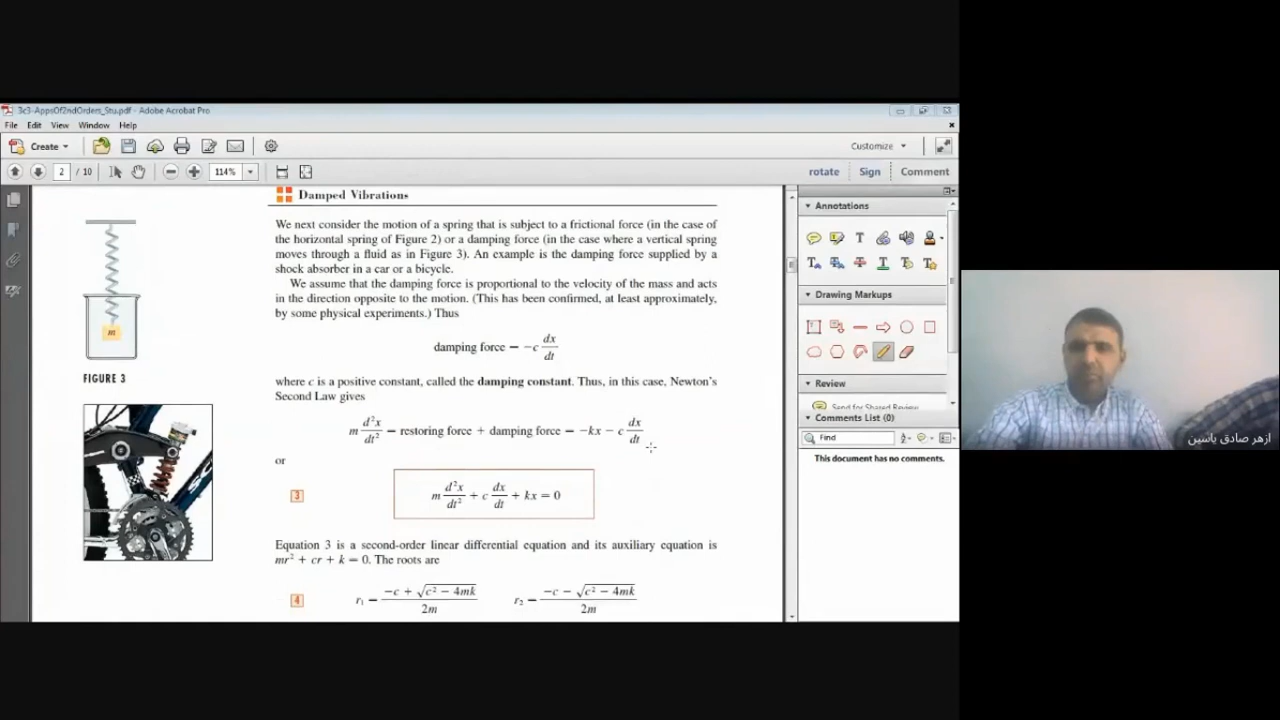 3c3-AppsOf2ndOrders_Stu.pdf - Adobe Acrobat Pro
File Edit View Window Help
Create
Customize
2 / 10
114%
rotate Sign Comment
Damped Vibrations
We next consider the motion of a spring that is subject to a frictional force (in the case of
the horizontal spring of Figure 2) or a damping force (in the case where a vertical spring
moves through a fluid as in Figure 3). An example is the damping force supplied by a
shock absorber in a car or a bicycle.
We assume that the damping force is proportional to the velocity of the mass and acts
in the direction opposite to the motion. (This has been confirmed, at least approximately,
by some physical experiments.) Thus
damping force = -c dx/dt
m
FIGURE 3
where c is a positive constant, called the damping constant. Thus, in this case, Newton's
Second Law gives
m d²x/dt² = restoring force + damping force = -kx - c dx/dt
or
3 m d²x/dt² + c dx/dt + kx = 0
Equation 3 is a second-order linear differential equation and its auxiliary equation is
mr² + cr + k = 0. The roots are
4 r₁ = (-c + √(c² - 4mk))/2m r₂ = (-c - √(c² - 4mk))/2m
Annotations
Drawing Markups
Review
Send for Shared Review
Comments List (0)
Find
This document has no comments.
ازهر صادق ياسين